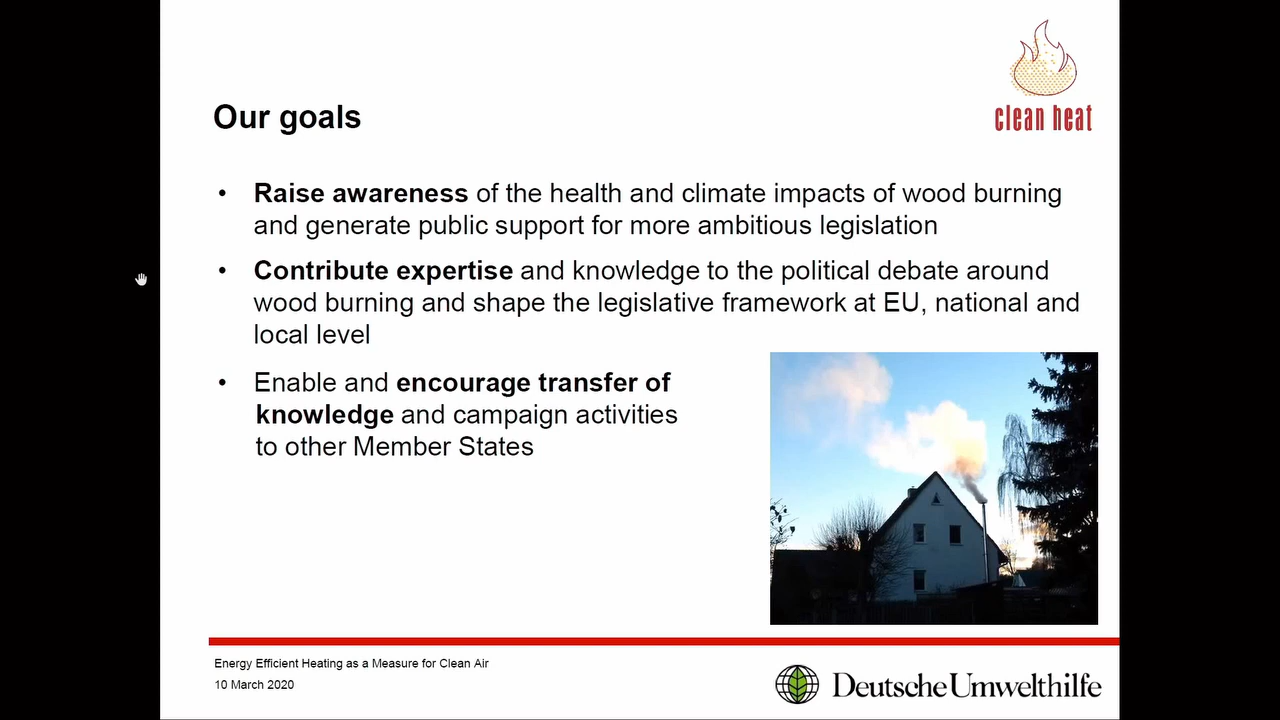 clean heat
Our goals
• Raise awareness of the health and climate impacts of wood burning
and generate public support for more ambitious legislation
• Contribute expertise and knowledge to the political debate around
wood burning and shape the legislative framework at EU, national and
local level
• Enable and encourage transfer of
knowledge and campaign activities
to other Member States
Energy Efficient Heating as a Measure for Clean Air
10 March 2020
Deutsche Umwelthilfe